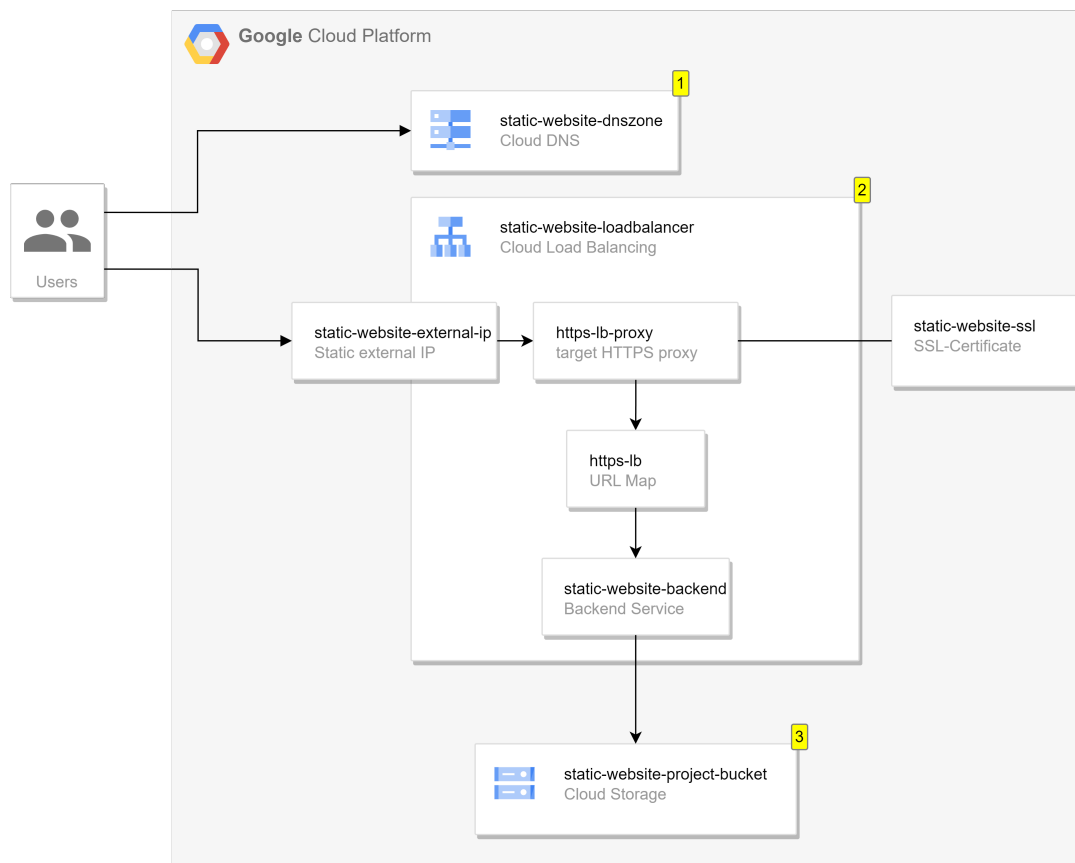 Google Cloud Platform
1
static-website-dnszone
Cloud DNS
2
static-website-loadbalancer
Cloud Load Balancing
Users
static-website-external-ip
Static external IP
https-lb-proxy
target HTTPS proxy
static-website-ssl
SSL-Certificate
https-lb
URL Map
static-website-backend
Backend Service
3
static-website-project-bucket
Cloud Storage